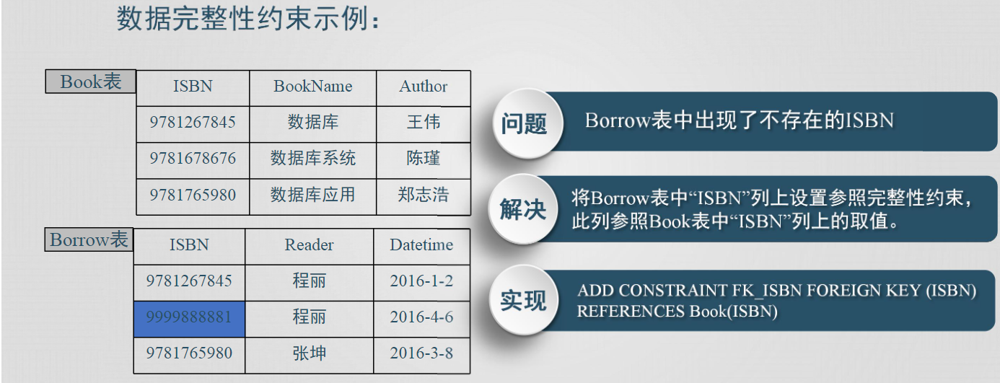 数据完整性约束示例：
Book表
ISBN BookName Author
9781267845 数据库 王伟
9781678676 数据库系统 陈瑾
9781765980 数据库应用 郑志浩
Borrow表
ISBN Reader Datetime
9781267845 程丽 2016-1-2
9999888881 程丽 2016-4-6
9781765980 张坤 2016-3-8
问题
Borrow表中出现了不存在的ISBN
解决
将Borrow表中“ISBN”列上设置参照完整性约束，
此列参照Book表中“ISBN”列上的取值。
实现
ADD CONSTRAINT FK_ISBN FOREIGN KEY (ISBN)
REFERENCES Book(ISBN)